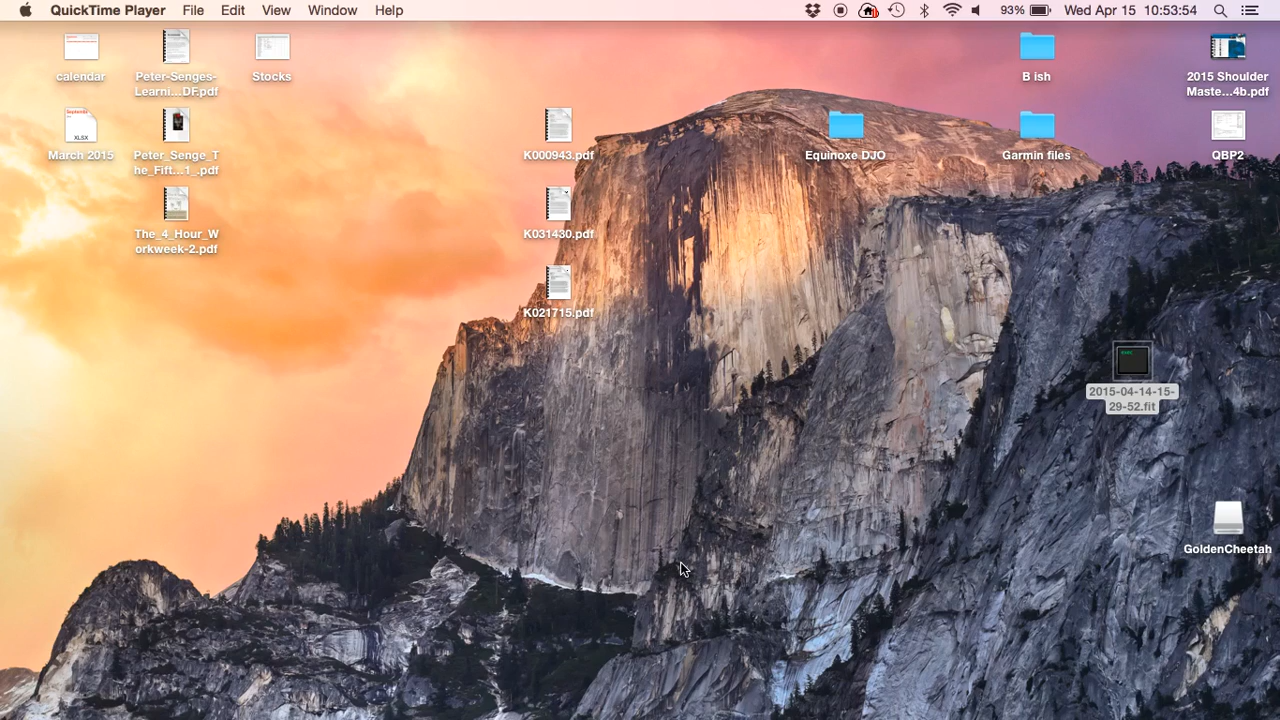 QuickTime Player File Edit View Window Help 93% Wed Apr 15 10:53:54
calendar
Peter-Senges-
Learni...DF.pdf
Stocks
B ish
2015 Shoulder
Maste...4b.pdf
XLSX
March 2015
Peter_Senge_T
he_Fift...1_.pdf
K000943.pdf
Equinoxe DJO
Garmin files
QBP2
The_4_Hour_W
orkweek-2.pdf
K031430.pdf
K021715.pdf
EXEC
2015-04-14-15-
29-52.fit
GoldenCheetah